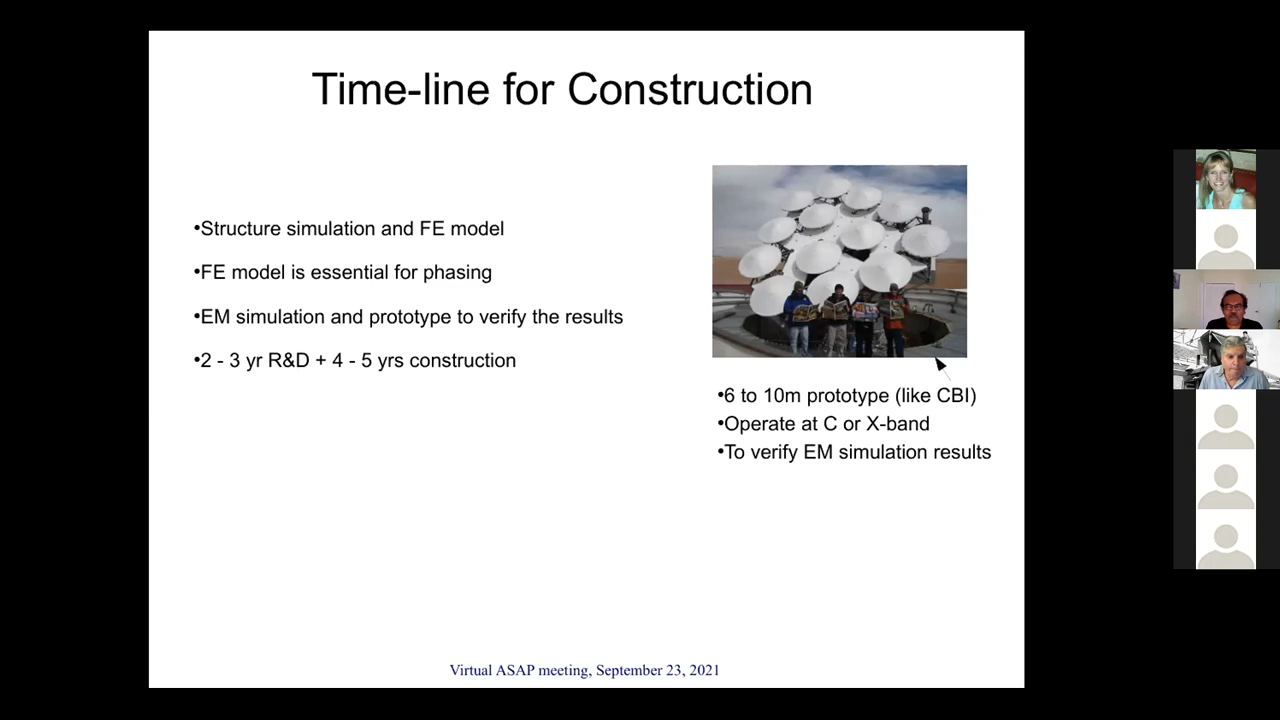 Time-line for Construction
•Structure simulation and FE model
•FE model is essential for phasing
•EM simulation and prototype to verify the results
•2 - 3 yr R&D + 4 - 5 yrs construction
•6 to 10m prototype (like CBI)
•Operate at C or X-band
•To verify EM simulation results
Virtual ASAP meeting, September 23, 2021